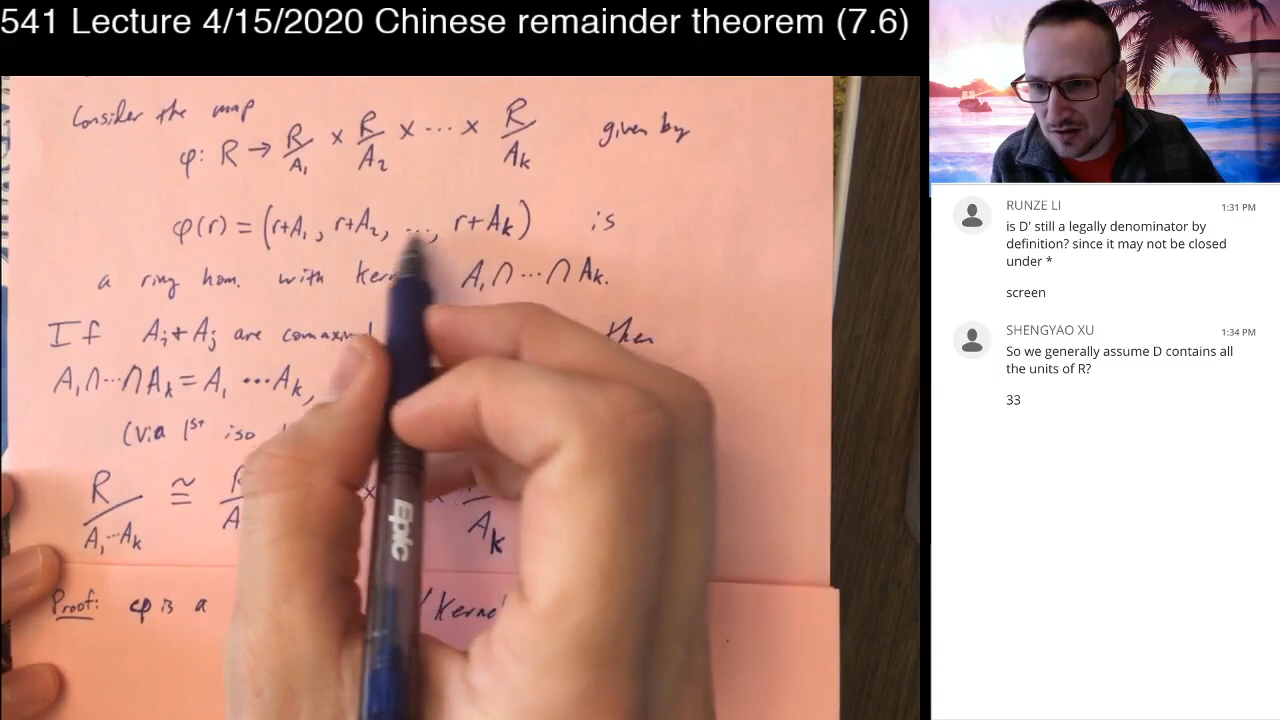 541 Lecture 4/15/2020 Chinese remainder theorem (7.6)
Consider the map
φ: R → R/A₁ × R/A₂ × ⋯ × R/Aₖ given by
φ(r) = (r+A₁, r+A₂, ⋯, r+Aₖ) is
a ring hom. with A₁∩⋯∩Aₖ.
If Aᵢ + Aⱼ are then
A₁∩⋯∩Aₖ = A₁ ⋯Aₖ,
(via 1st iso
R/A₁⋯Aₖ ≅ R/A × × Aₖ
Proof: φ is a
Epic
RUNZE LI 1:31 PM
is D' still a legally denominator by
definition? since it may not be closed
under *
screen
SHENGYAO XU 1:34 PM
So we generally assume D contains all
the units of R?
33